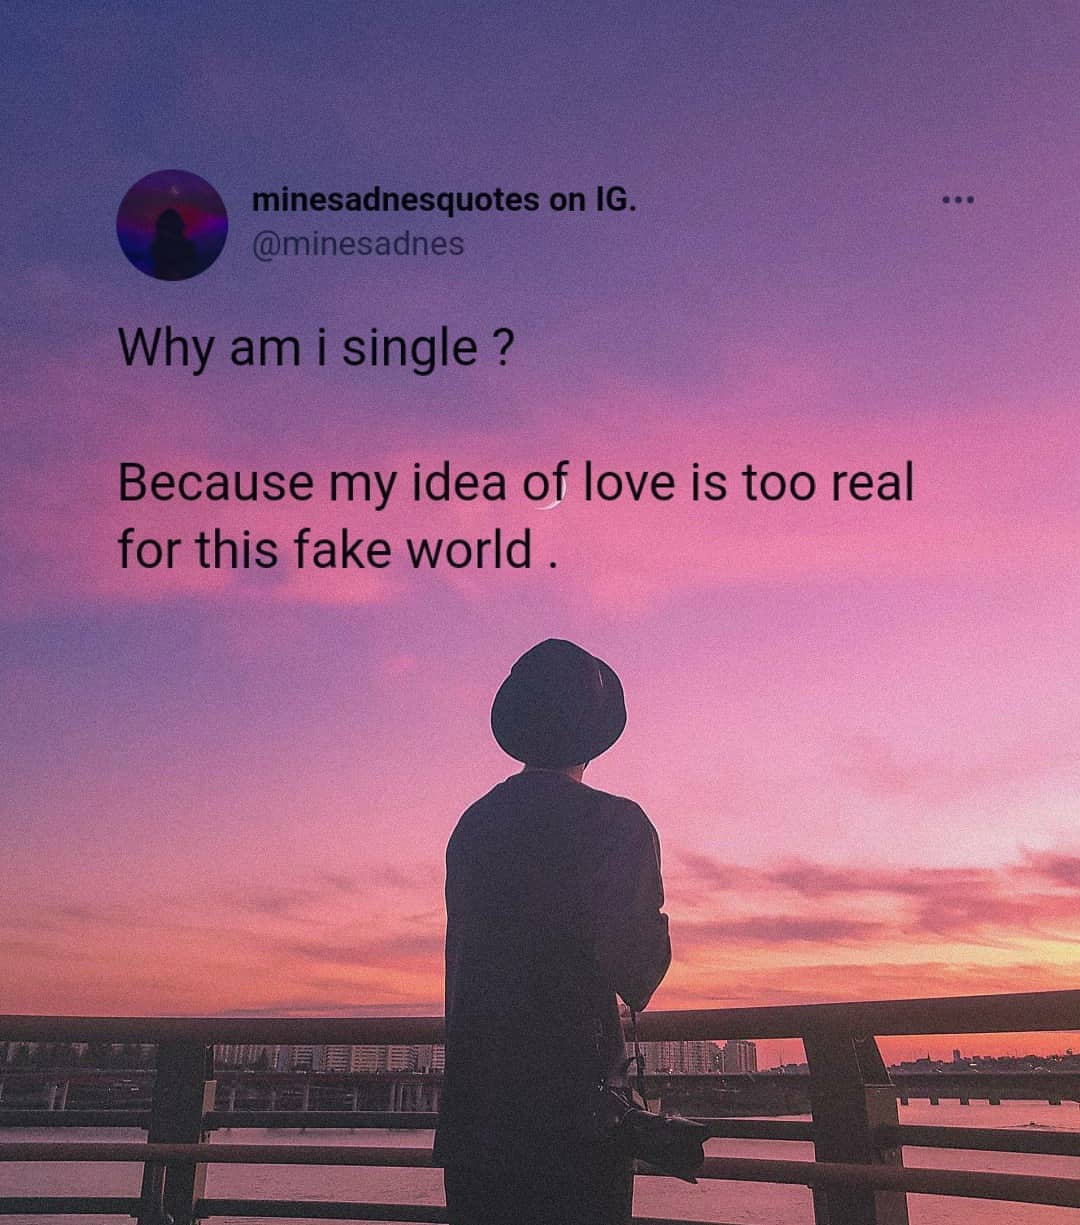 minesadnesquotes on IG.
@minesadnes
Why am i single ?
Because my idea of love is too real
for this fake world .